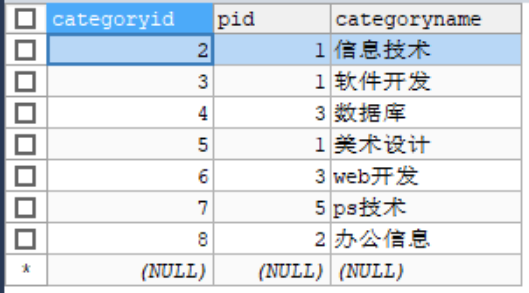 categoryid pid categoryname
2 1 信息技术
3 1 软件开发
4 3 数据库
5 1 美术设计
6 3 web开发
7 5 ps技术
8 2 办公信息
* (NULL) (NULL) (NULL)